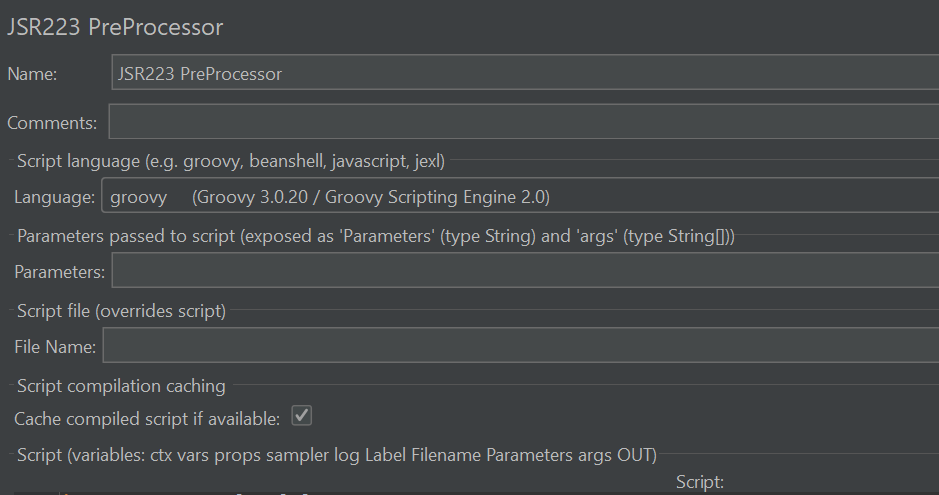 JSR223 PreProcessor
Name: JSR223 PreProcessor
Comments:
Script language (e.g. groovy, beanshell, javascript, jexl)
Language: groovy (Groovy 3.0.20 / Groovy Scripting Engine 2.0)
Parameters passed to script (exposed as 'Parameters' (type String) and 'args' (type String[]))
Parameters:
Script file (overrides script)
File Name:
Script compilation caching
Cache compiled script if available:
Script (variables: ctx vars props sampler log Label Filename Parameters args OUT)
Script: